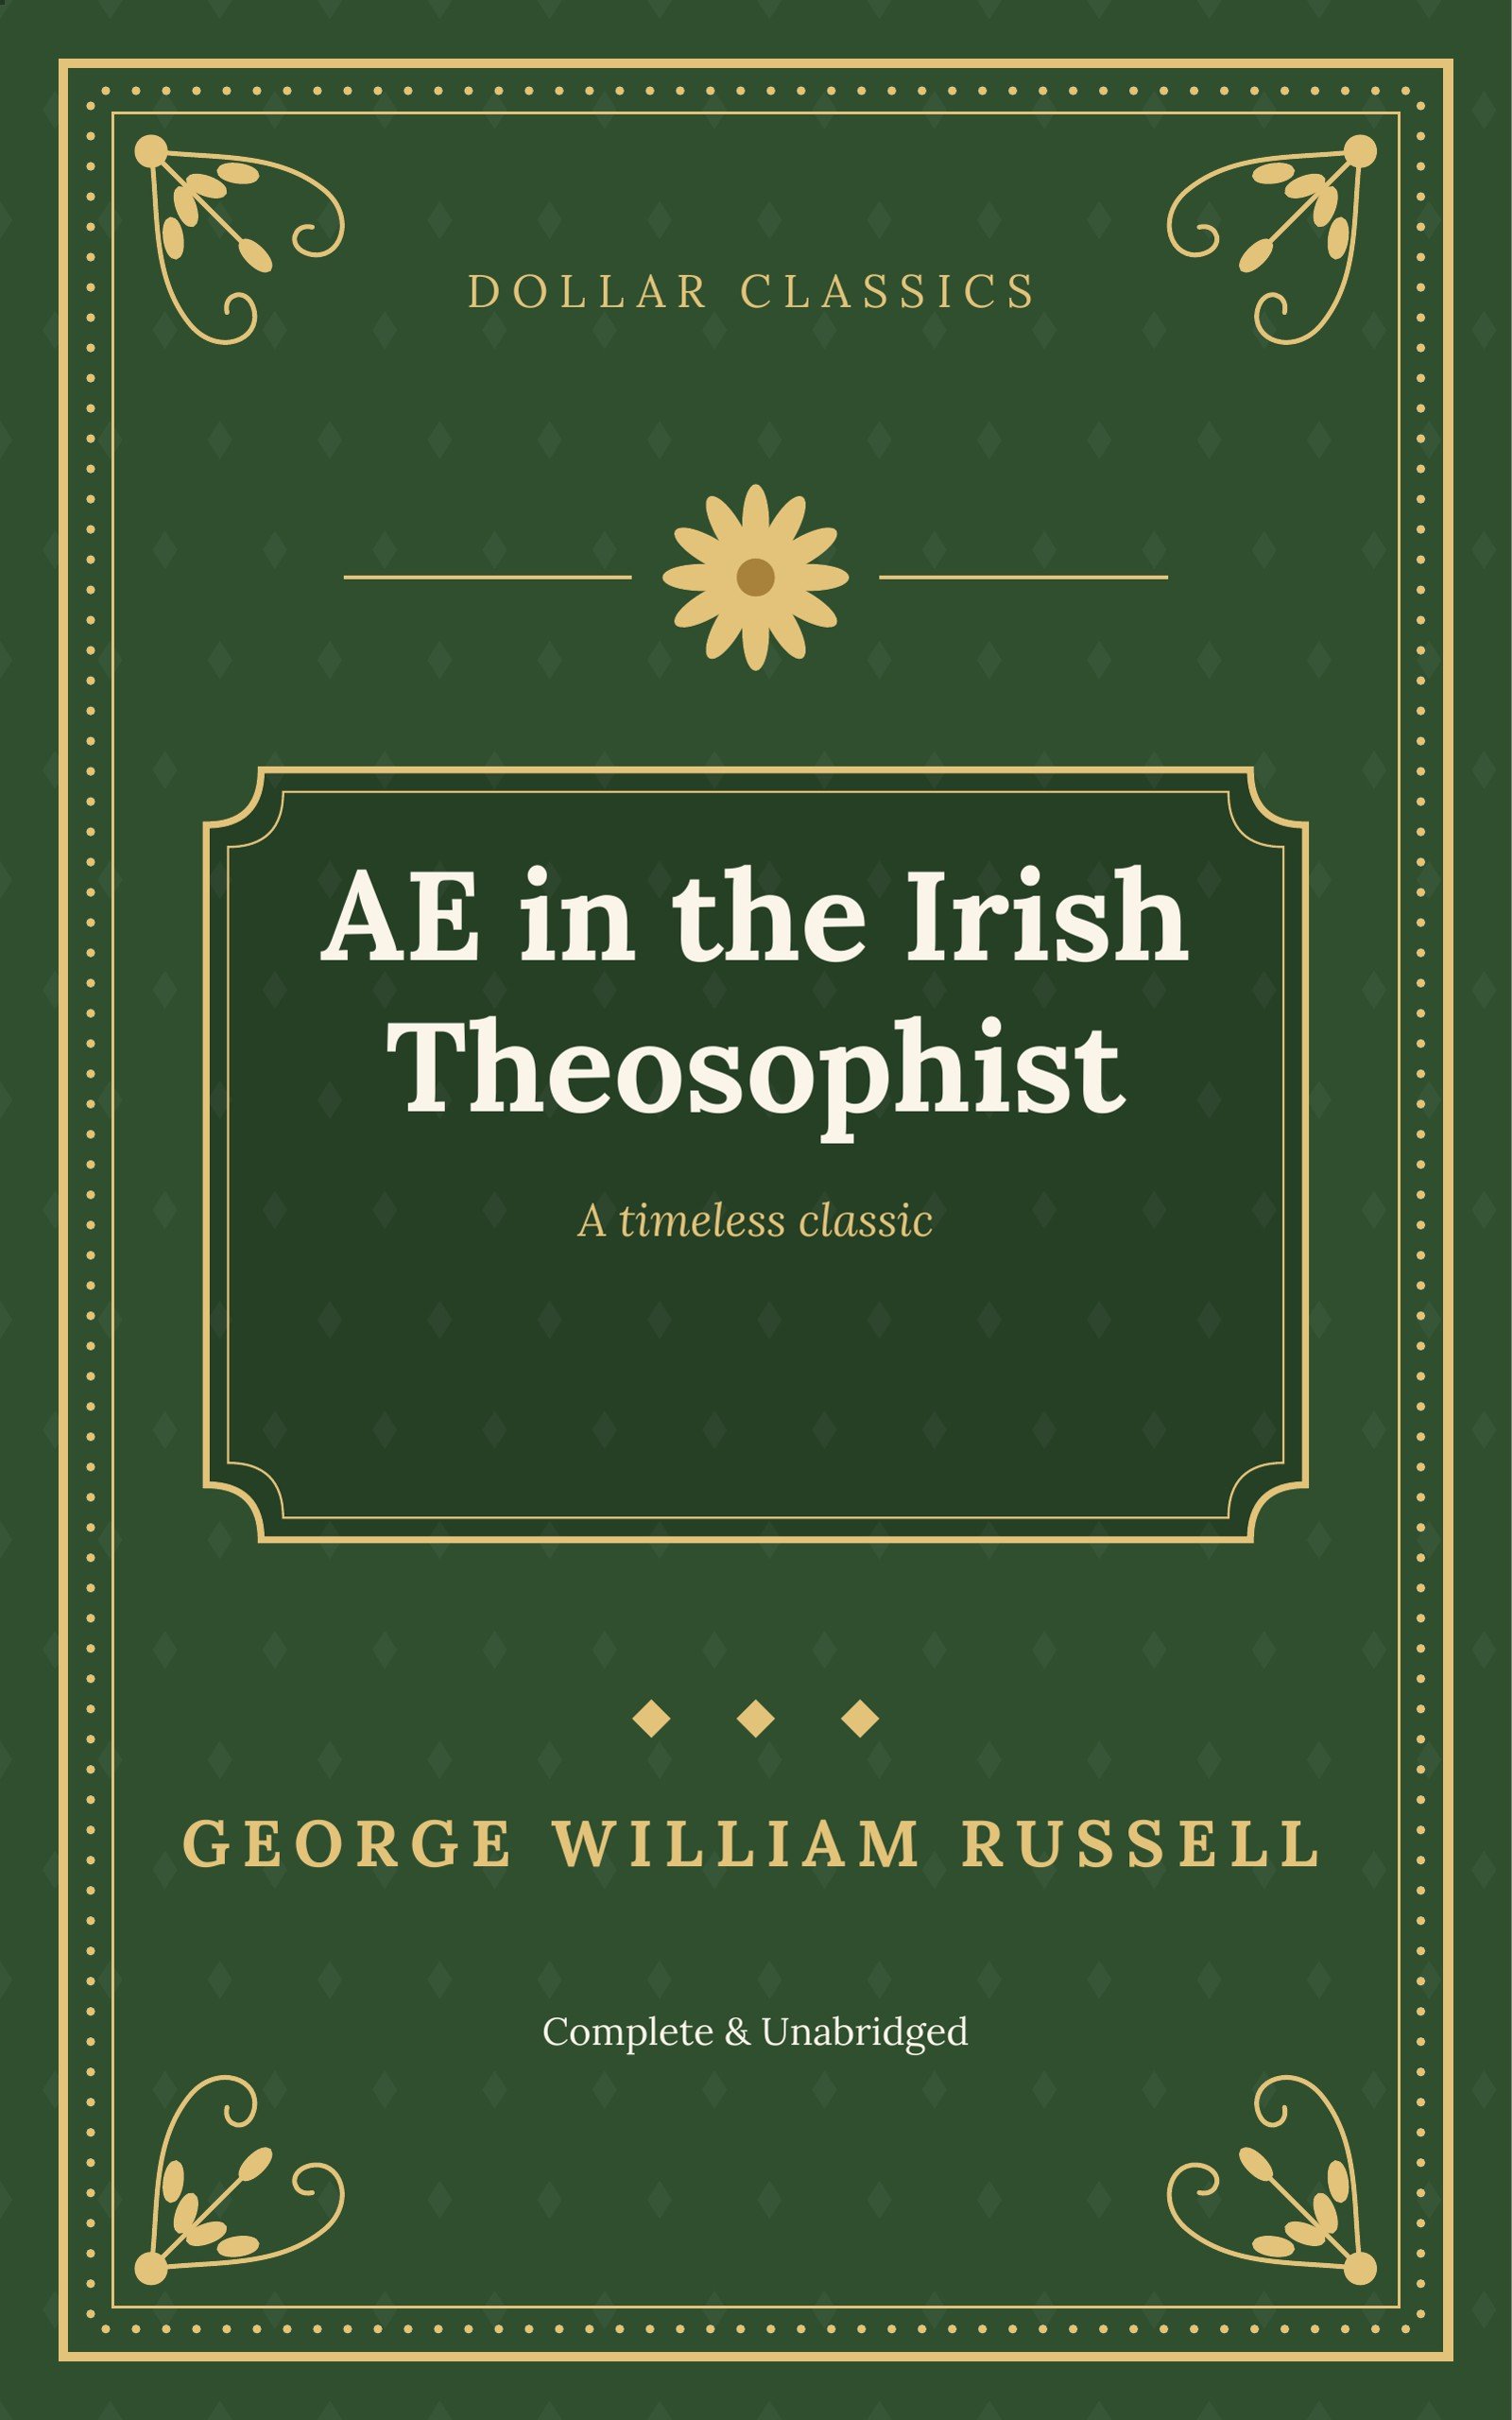 DOLLAR CLASSICS
AE in the Irish
Theosophist
A timeless classic
GEORGE WILLIAM RUSSELL
Complete & Unabridged